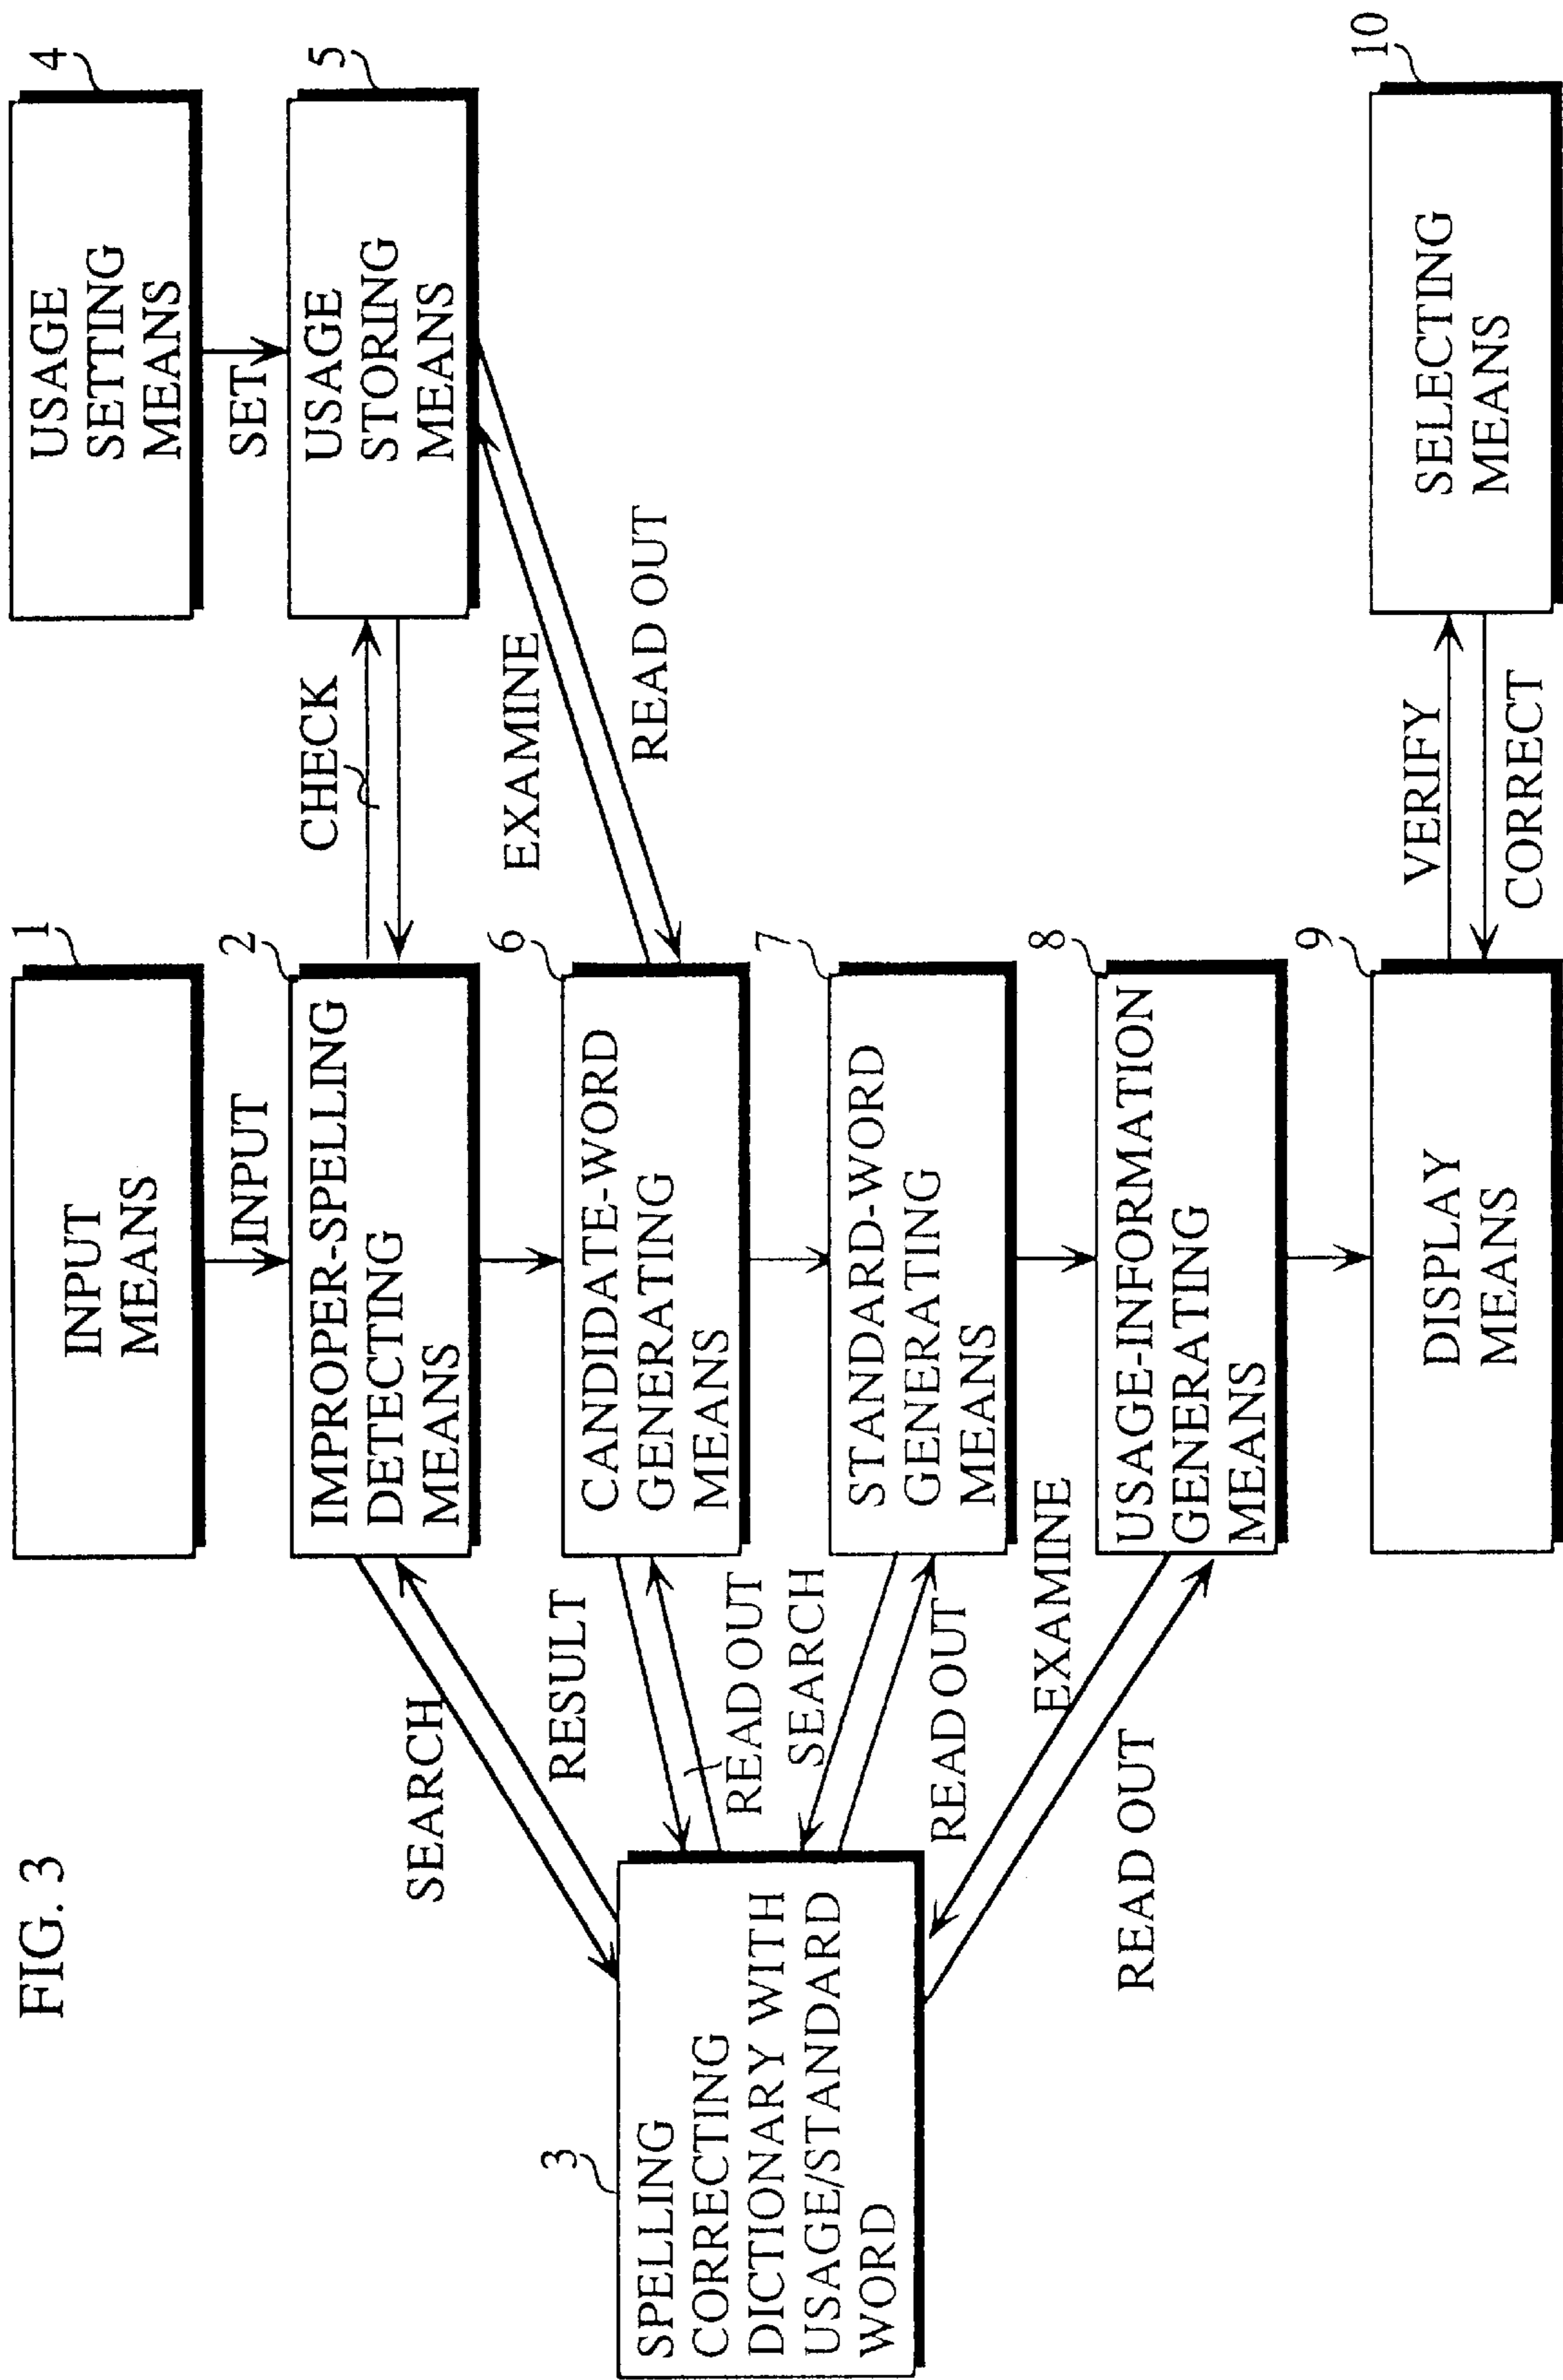 FIG. 3
1
INPUT
MEANS
INPUT
4
USAGE
SETTING
MEANS
SET
2
IMPROPER-SPELLING
DETECTING
MEANS
CHECK
5
USAGE
STORING
MEANS
SEARCH
RESULT
EXAMINE
READ OUT
3
SPELLING
CORRECTING
DICTIONARY WITH
USAGE/STANDARD
WORD
6
CANDIDATE-WORD
GENERATING
MEANS
READ OUT
SEARCH
7
STANDARD-WORD
GENERATING
MEANS
READ OUT
EXAMINE
8
USAGE-INFORMATION
GENERATING
MEANS
READ OUT
9
DISPLAY
MEANS
VERIFY
CORRECT
10
SELECTING
MEANS